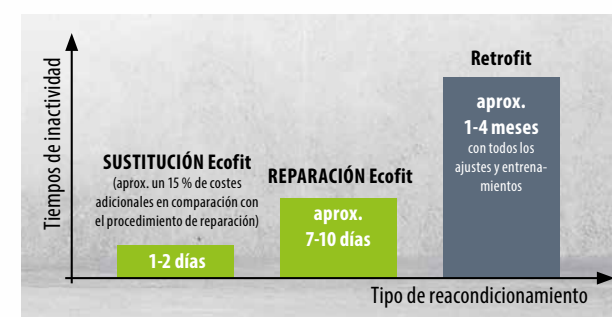 Tiempos de inactividad
SUSTITUCIÓN Ecofit
(aprox. un 15 % de costes
adicionales en comparación con
el procedimiento de reparación)
1-2 días
REPARACIÓN Ecofit
aprox.
7-10 días
Retrofit
aprox.
1-4 meses
con todos los
ajustes y entrena-
mientos
Tipo de reacondicionamiento